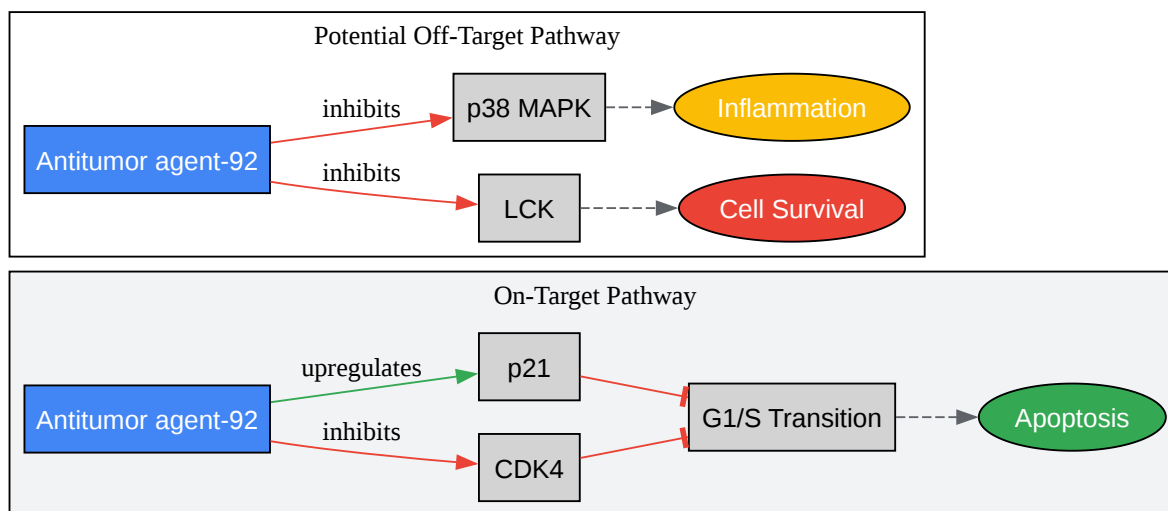 Potential Off-Target Pathway
Antitumor agent-92
inhibits
p38 MAPK
Inflammation
inhibits
LCK
Cell Survival
On-Target Pathway
Antitumor agent-92
upregulates
p21
inhibits
CDK4
G1/S Transition
Apoptosis